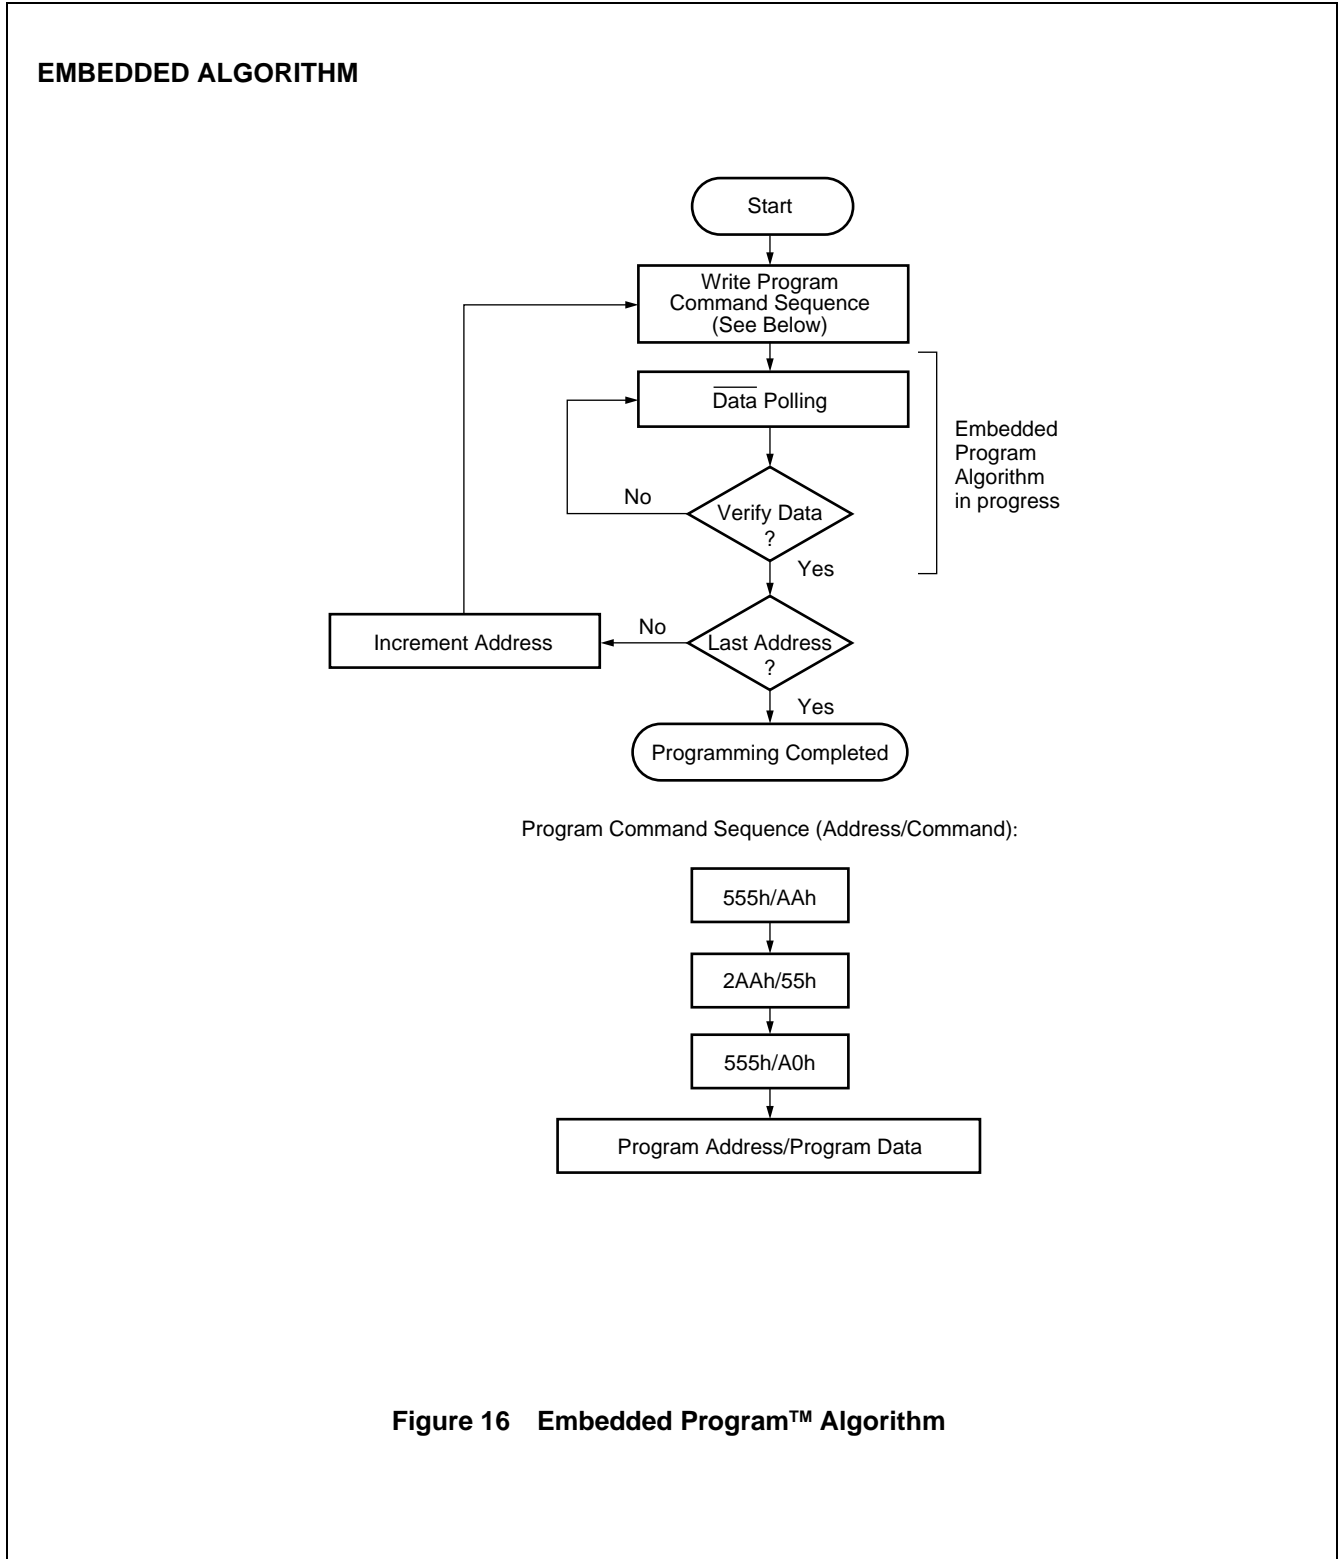 EMBEDDED ALGORITHM
Start
Write Program
Command Sequence
(See Below)
Data Polling
Embedded
Program
Algorithm
in progress
No
Verify Data
?
Yes
No
Increment Address
Last Address
?
Yes
Programming Completed
Program Command Sequence (Address/Command):
555h/AAh
2AAh/55h
555h/A0h
Program Address/Program Data
Figure 16 Embedded Program™ Algorithm